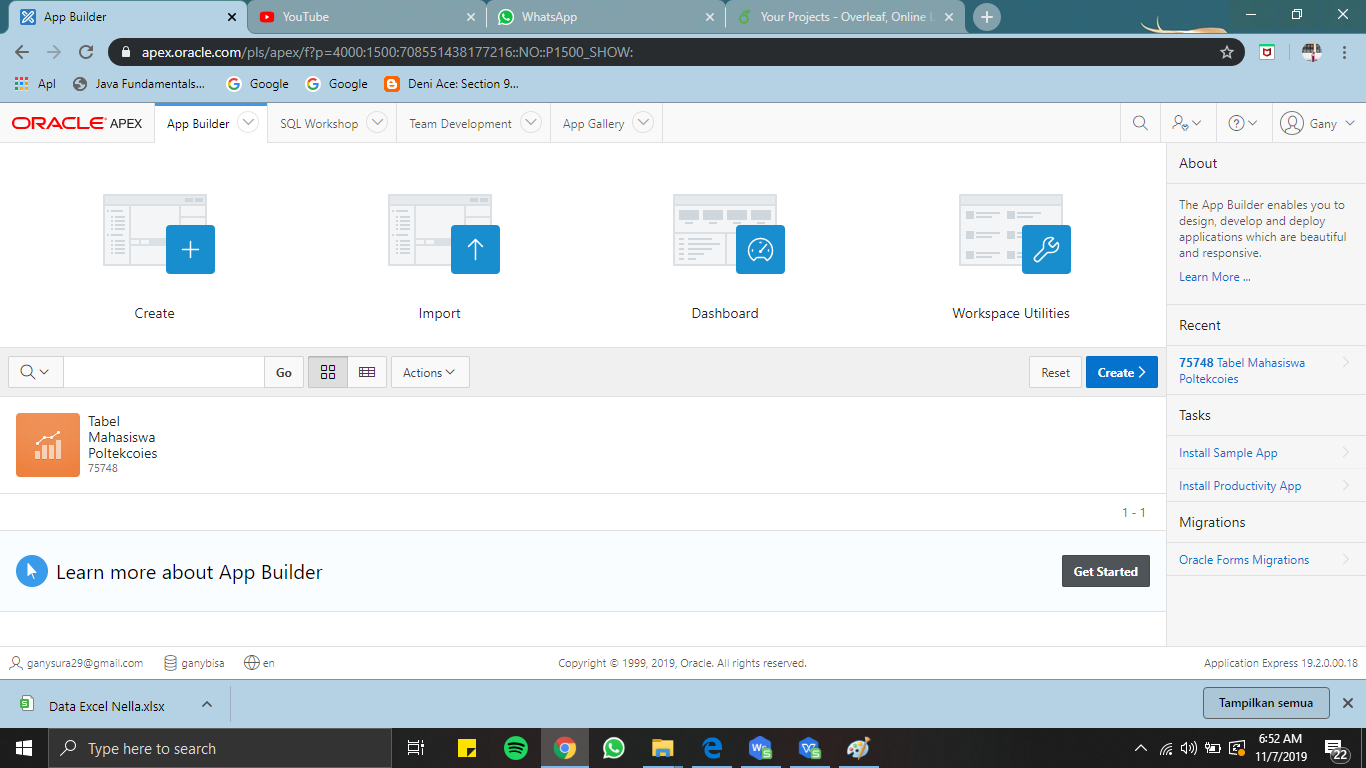 App Builder
YouTube
WhatsApp
Your Projects - Overleaf, Online
apex.oracle.com/pls/apex/f?p=4000:1500:708551438177216::NO::P1500_SHOW:
Apl
Java Fundamentals...
Google
Google
Deni Ace: Section 9...
ORACLE APEX
App Builder
SQL Workshop
Team Development
App Gallery
Gany
Create
Import
Dashboard
Workspace Utilities
Go
Actions
Reset
Create
Tabel
Mahasiswa
Poltekcoies
75748
1 - 1
Learn more about App Builder
Get Started
About
The App Builder enables you to
design, develop and deploy
applications which are beautiful
and responsive.
Learn More ...
Recent
75748 Tabel Mahasiswa
Poltekcoies
Tasks
Install Sample App
Install Productivity App
Migrations
Oracle Forms Migrations
ganysura29@gmail.com
ganybisa
en
Copyright © 1999, 2019, Oracle. All rights reserved.
Application Express 19.2.0.00.18
Data Excel Nella.xlsx
Tampilkan semua
Type here to search
6:52 AM
11/7/2019
22